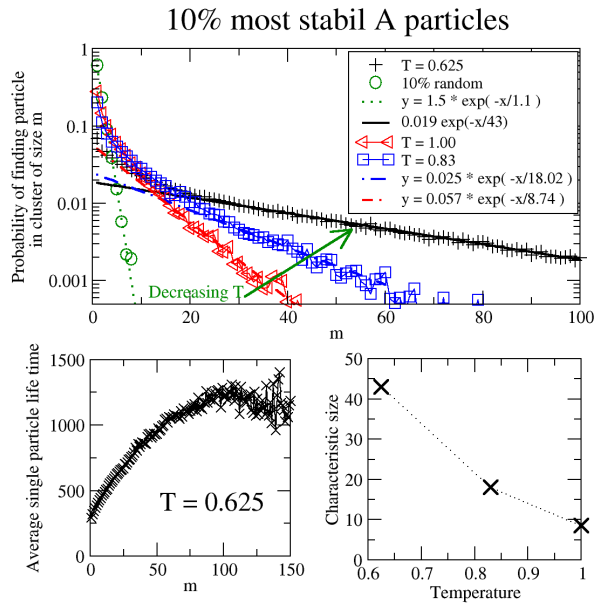 10% most stabil A particles
Probability of finding particle
in cluster of size m
1
0.1
0.01
0.001
T = 0.625
10% random
y = 1.5 * exp( -x/1.1 )
0.019 exp(-x/43)
T = 1.00
T = 0.83
y = 0.025 * exp( -x/18.02 )
y = 0.057 * exp( -x/8.74 )
Decreasing T
0 20 40 60 80 100
m
Average single particle life time
1500
1000
500
0
T = 0.625
0 50 100 150
m
Characteristic size
50
40
30
20
10
0
0.6 0.7 0.8 0.9 1
Temperature